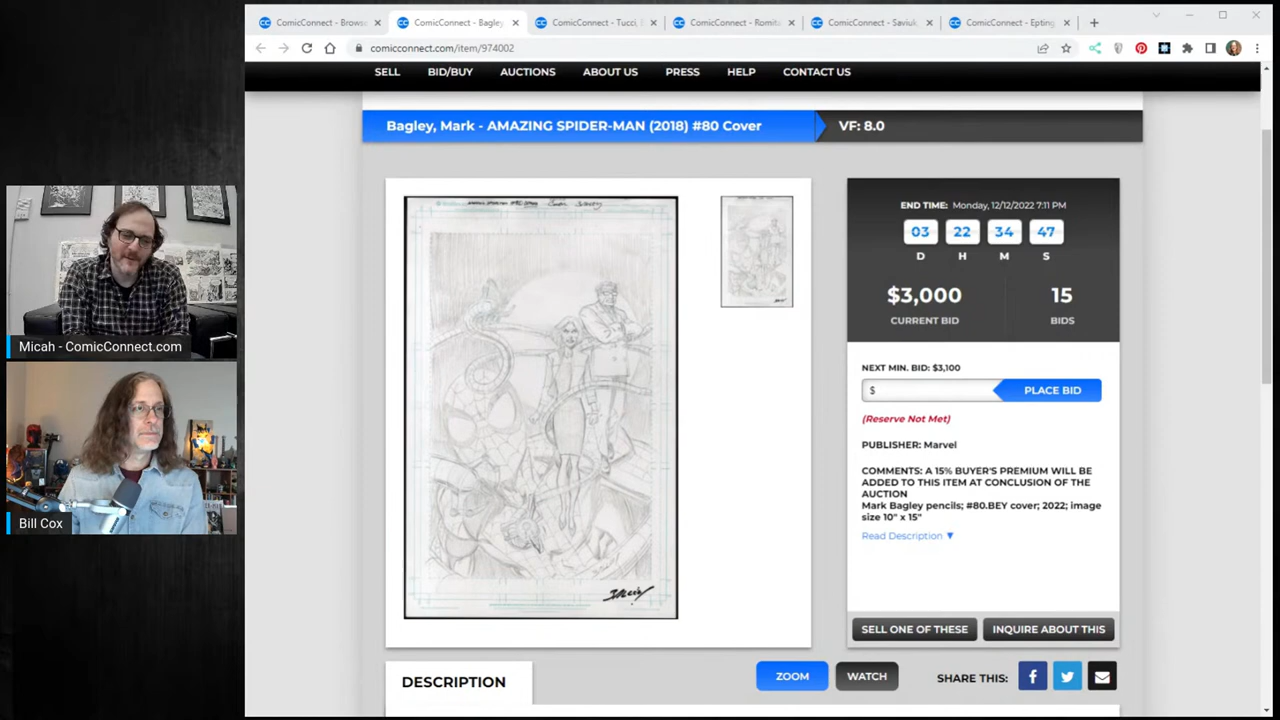 ComicConnect - Browse
ComicConnect - Bagley
ComicConnect - Tucci,
ComicConnect - Romita
ComicConnect - Saviuk,
ComicConnect - Epting
comicconnect.com/item/974002
SELL BID/BUY AUCTIONS ABOUT US PRESS HELP CONTACT US
Bagley, Mark - AMAZING SPIDER-MAN (2018) #80 Cover
VF: 8.0
END TIME: Monday, 12/12/2022 7:11 PM
03 22 34 47
D H M S
$3,000 15
CURRENT BID BIDS
NEXT MIN. BID: $3,100
$ PLACE BID
(Reserve Not Met)
PUBLISHER: Marvel
COMMENTS: A 15% BUYER'S PREMIUM WILL BE
ADDED TO THIS ITEM AT CONCLUSION OF THE
AUCTION
Mark Bagley pencils; #80.BEY cover; 2022; image
size 10" x 15"
Read Description ▼
SELL ONE OF THESE INQUIRE ABOUT THIS
DESCRIPTION
ZOOM WATCH SHARE THIS:
Micah - ComicConnect.com
Bill Cox